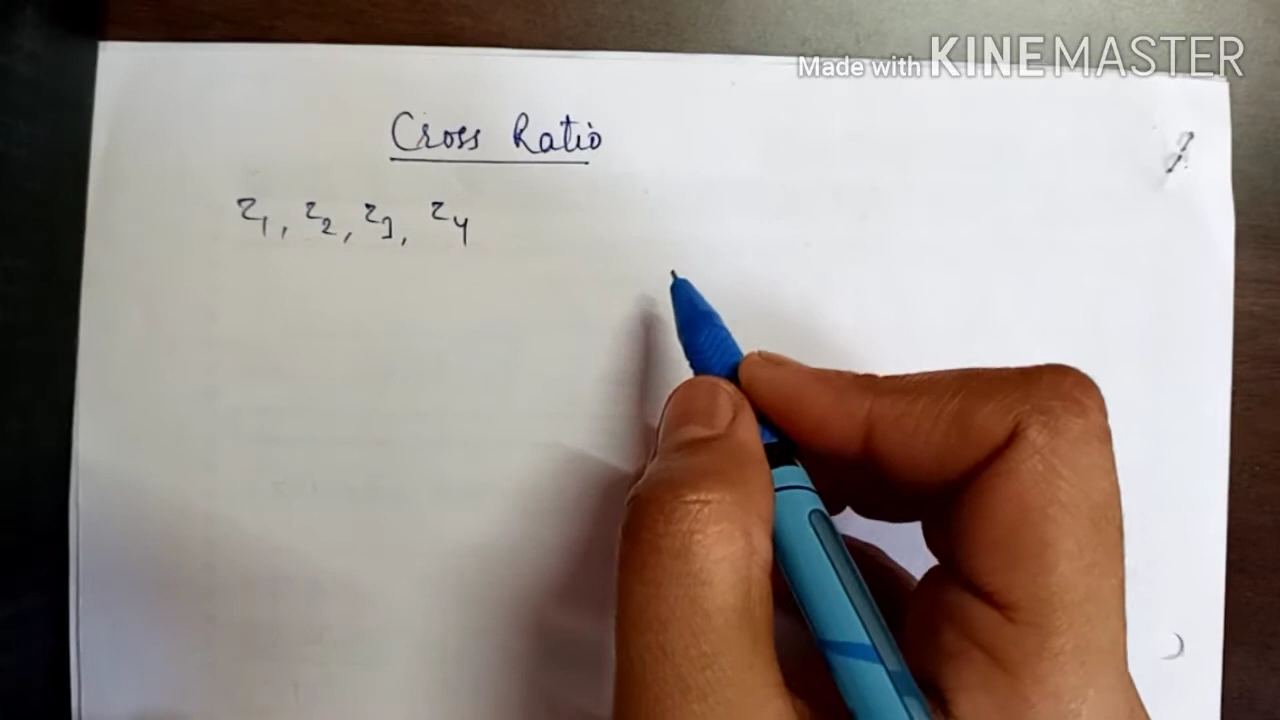 Made with KINEMASTER
Cross Ratio
z₁, z₂, z₃, z₄